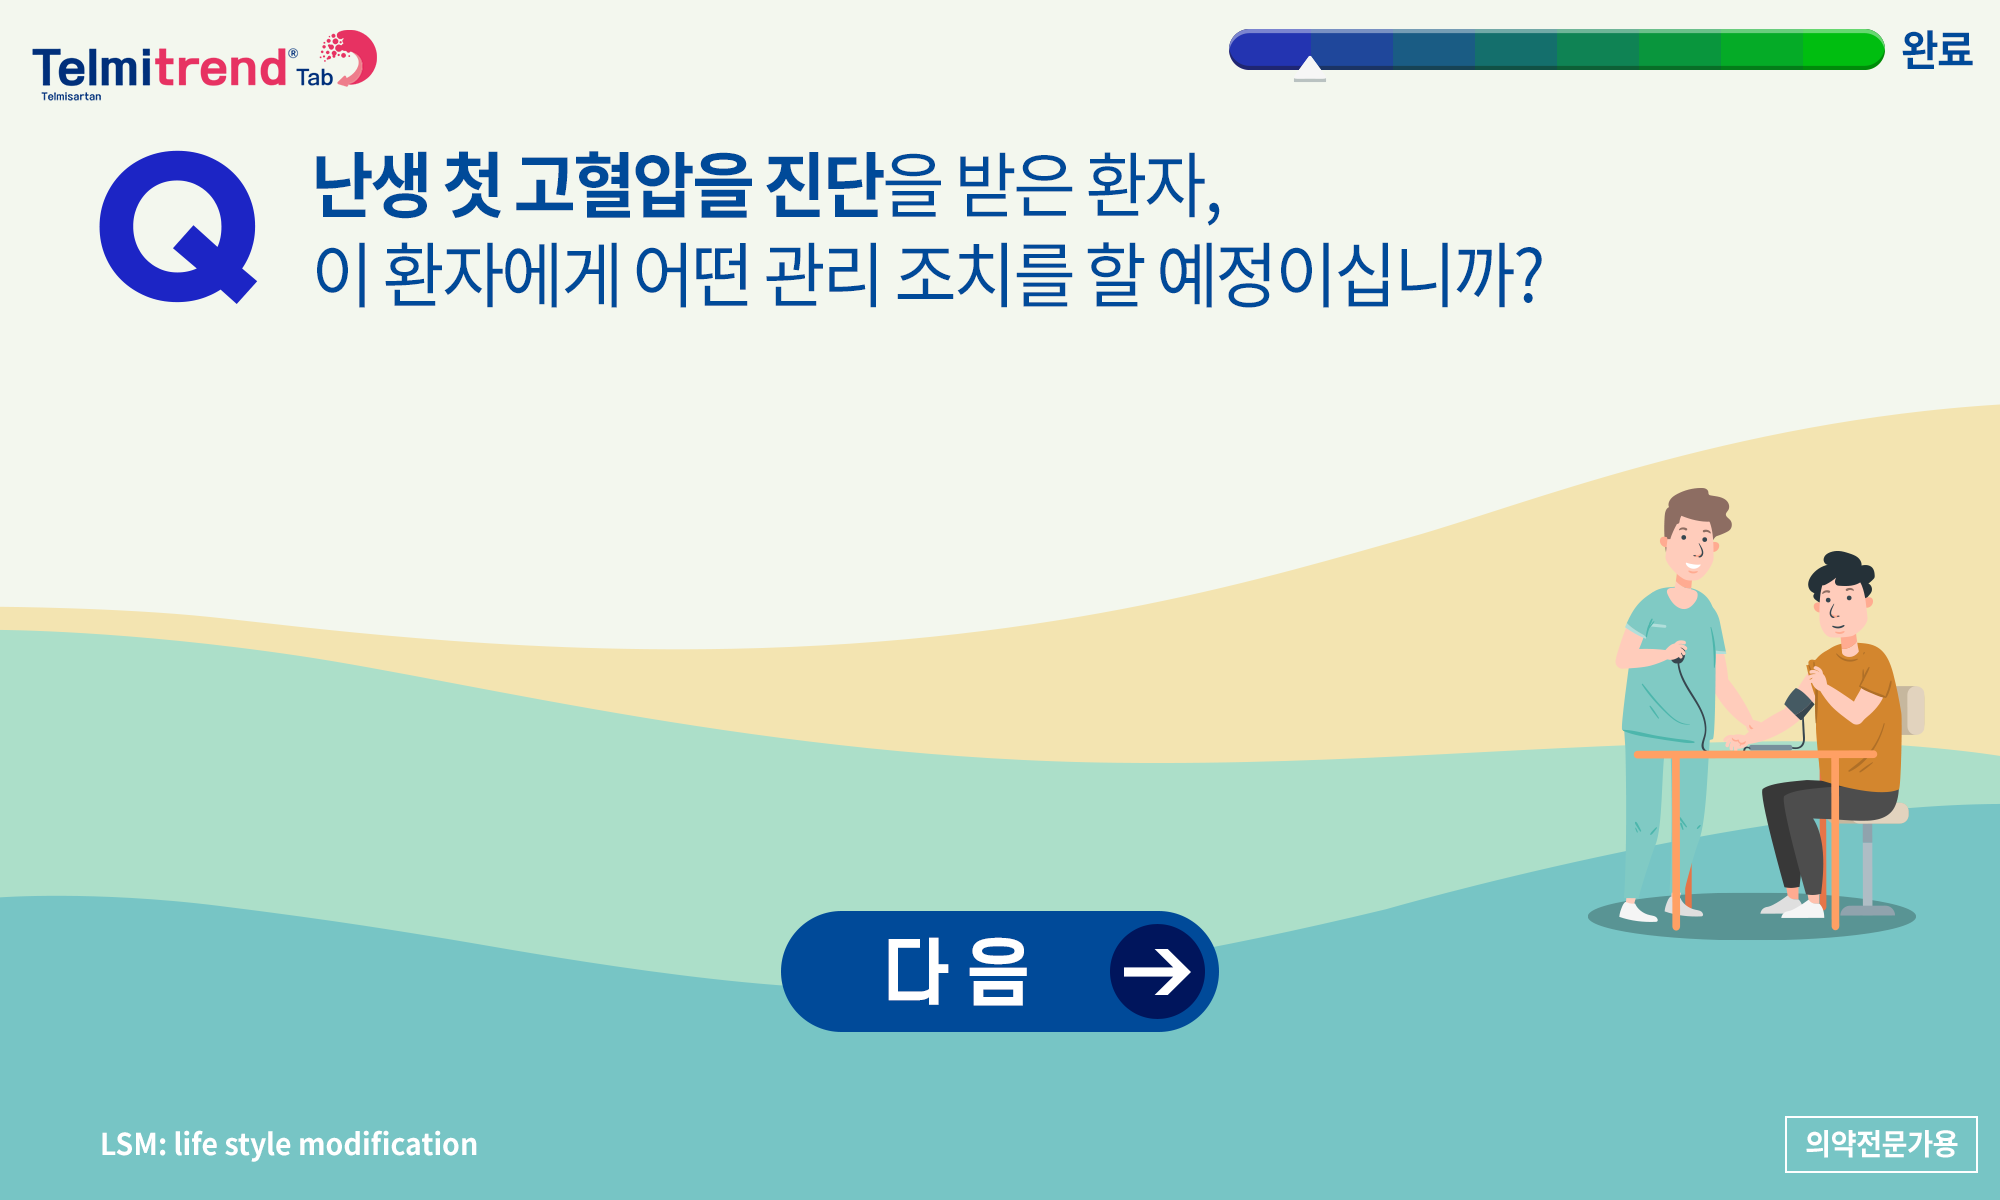 Telmitrend® Tab
Telmisartan
완료
Q
난생 첫 고혈압을 진단을 받은 환자,
이 환자에게 어떤 관리 조치를 할 예정이십니까?
다음
LSM: life style modification
의약전문가용